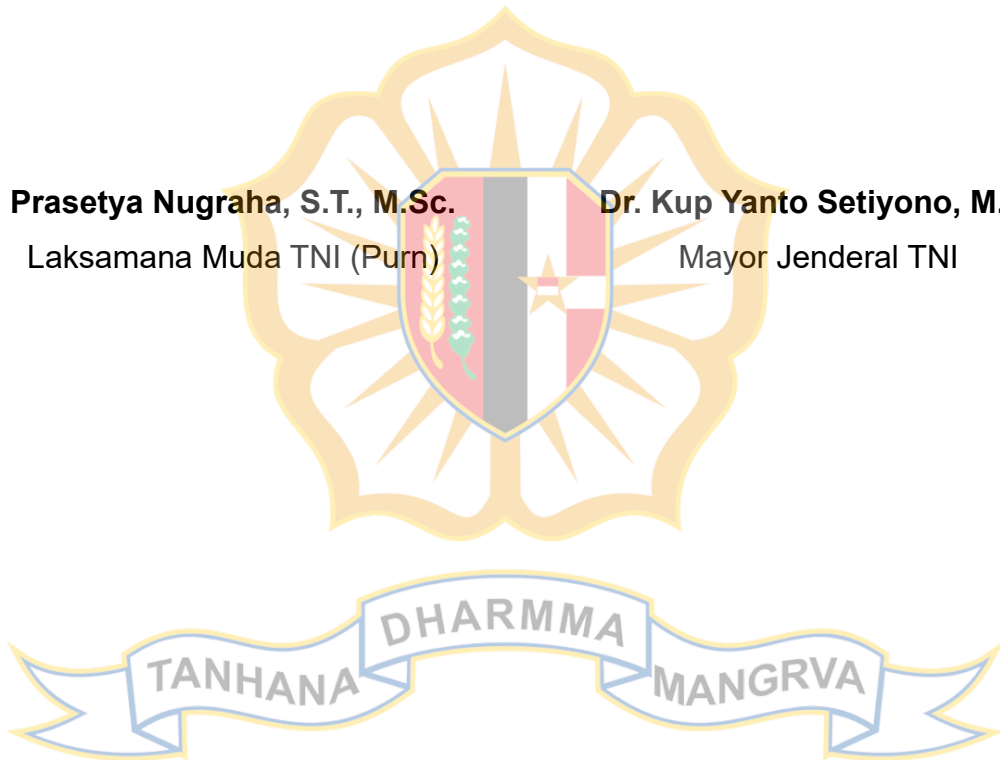 Prasetya Nugraha, S.T., M.Sc. Dr. Kup Yanto Setiyono, M.
Laksamana Muda TNI (Purn) Mayor Jenderal TNI
TANHANA DHARMMA MANGRVA